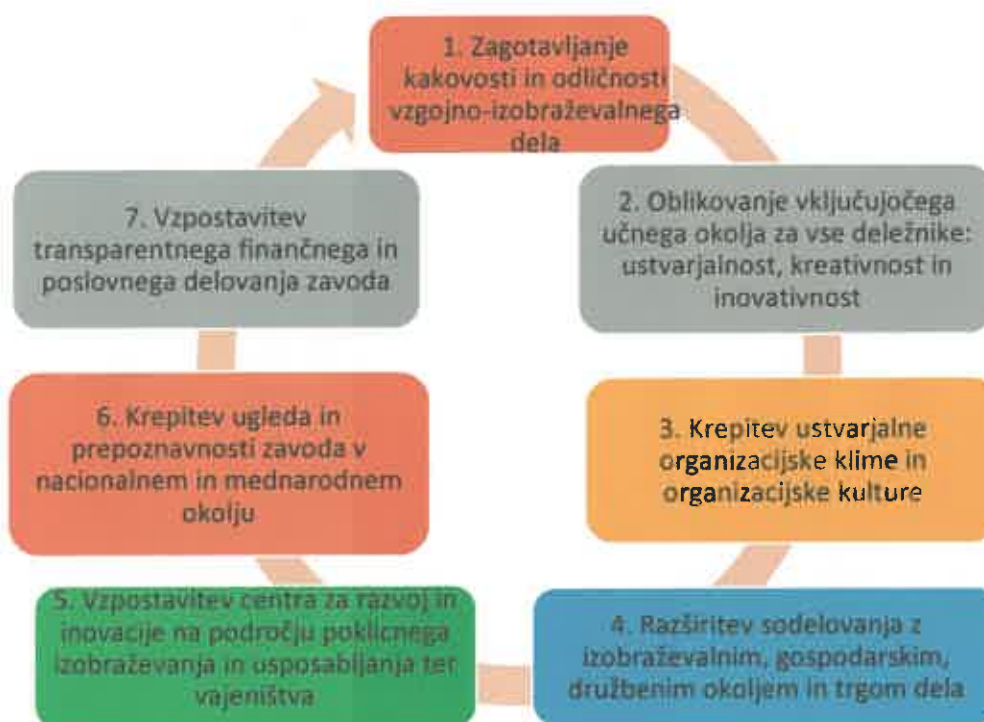 1. Zagotavljanje
kakovosti in odličnosti
vzgojno-izobraževalnega
dela
2. Oblikovanje vključujočega
učnega okolja za vse deležnike:
ustvarjalnost, kreativnost in
inovativnost
3. Krepitev ustvarjalne
organizacijske klime in
organizacijske kulture
4. Razširitev sodelovanja z
izobraževalnim, gospodarskim,
družbenim okoljem in trgom dela
5. Vzpostavitev centra za razvoj in
inovacije na področju poklicnega
izobraževanja in usposabljanja ter
vajeništva
6. Krepitev ugleda in
prepoznavnosti zavoda v
nacionalnem in mednarodnem
okolju
7. Vzpostavitev
transparentnega finančnega in
poslovnega delovanja zavoda